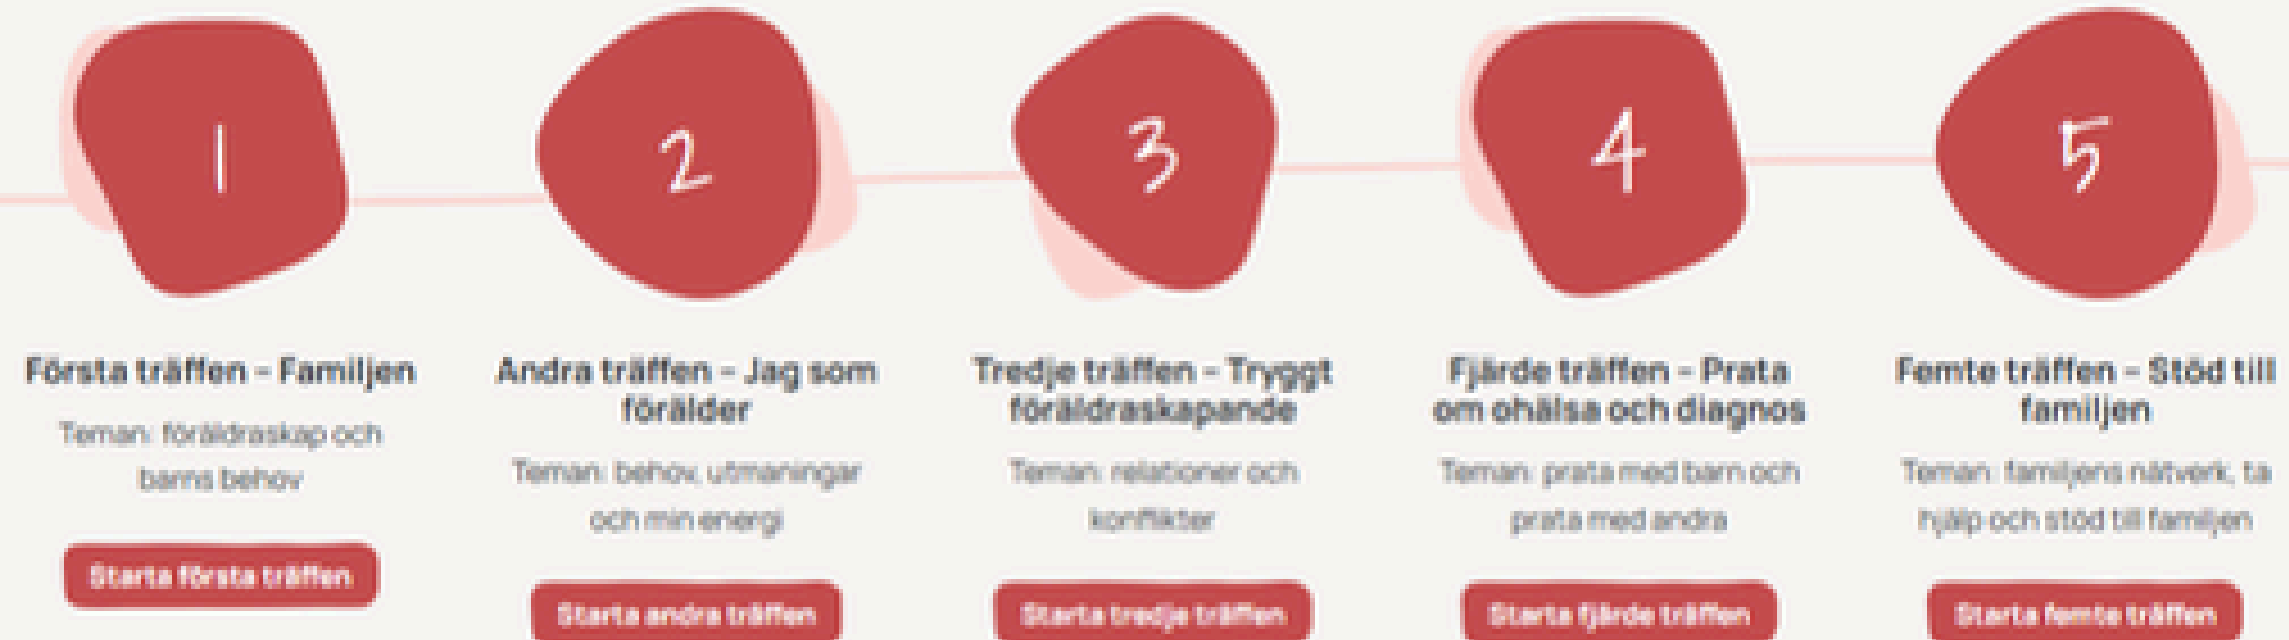 1
Första träffen – Familjen
Teman: föräldraskap och
barns behov
Starta första träffen
2
Andra träffen – Jag som
förälder
Teman: behov, utmaningar
och min energi
Starta andra träffen
3
Tredje träffen – Tryggt
föräldraskapande
Teman: relationer och
konflikter
Starta tredje träffen
4
Fjärde träffen – Prata
om ohälsa och diagnos
Teman: prata med barn och
prata med andra
Starta fjärde träffen
5
Femte träffen – Stöd till
familjen
Teman: familjens nätverk, ta
hjälp och stöd till familjen
Starta femte träffen